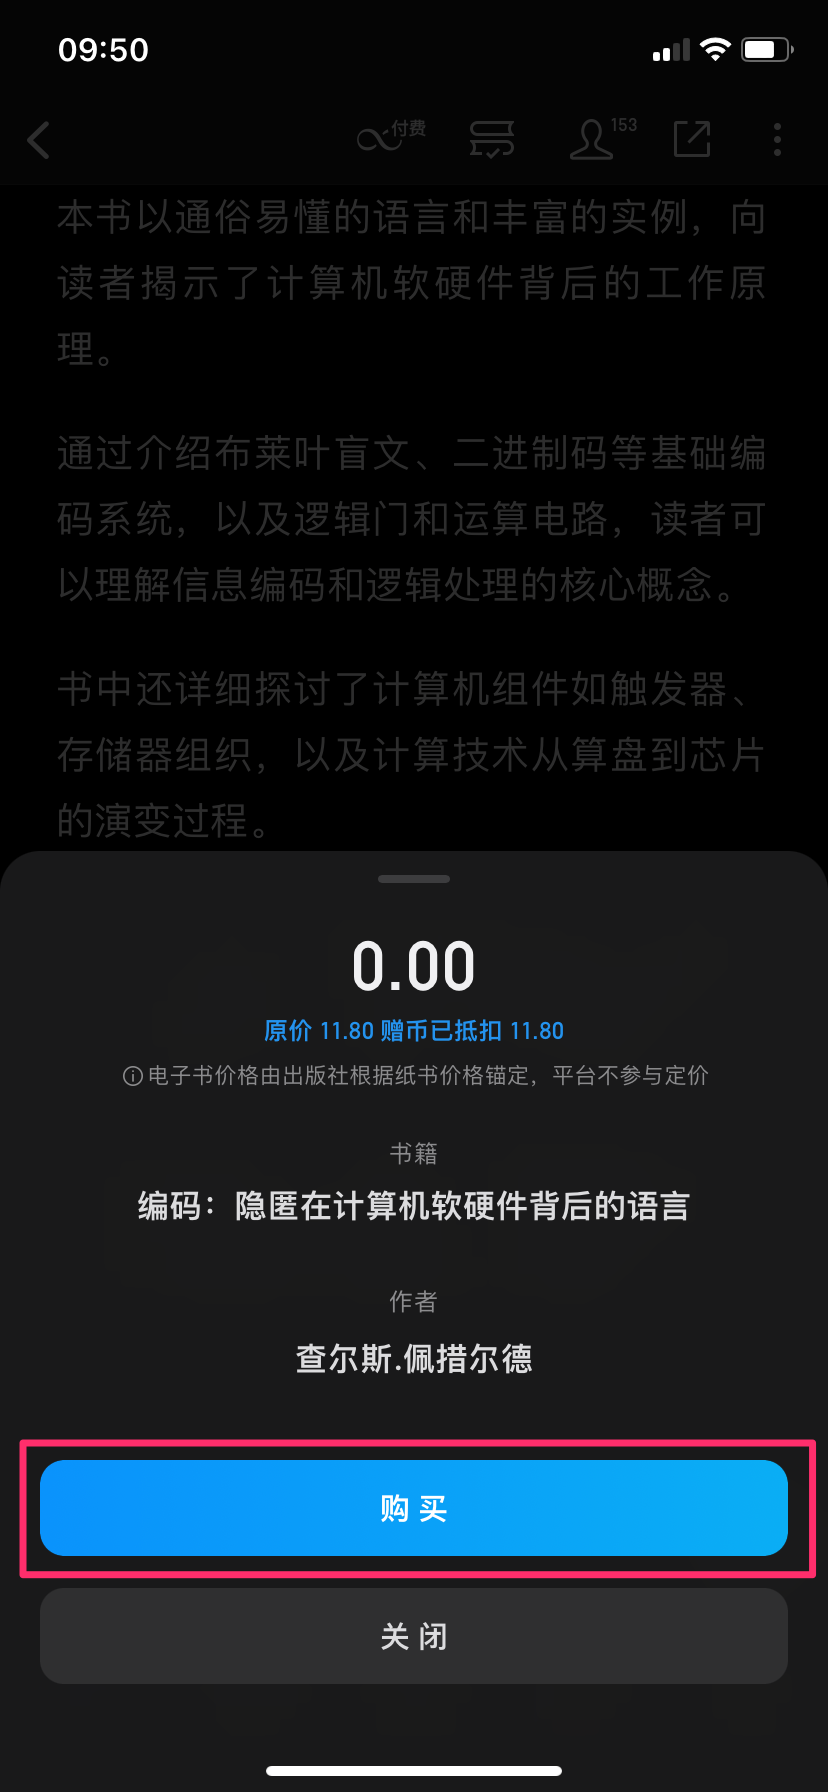 09:50
付费
153
本书以通俗易懂的语言和丰富的实例，向
读者揭示了计算机软硬件背后的工作原
理。
通过介绍布莱叶盲文、二进制码等基础编
码系统，以及逻辑门和运算电路，读者可
以理解信息编码和逻辑处理的核心概念。
书中还详细探讨了计算机组件如触发器、
存储器组织，以及计算技术从算盘到芯片
的演变过程。
0.00
原价 11.80 赠币已抵扣 11.80
电子书价格由出版社根据纸书价格锚定，平台不参与定价
书籍
编码：隐匿在计算机软硬件背后的语言
作者
查尔斯.佩措尔德
购买
关闭